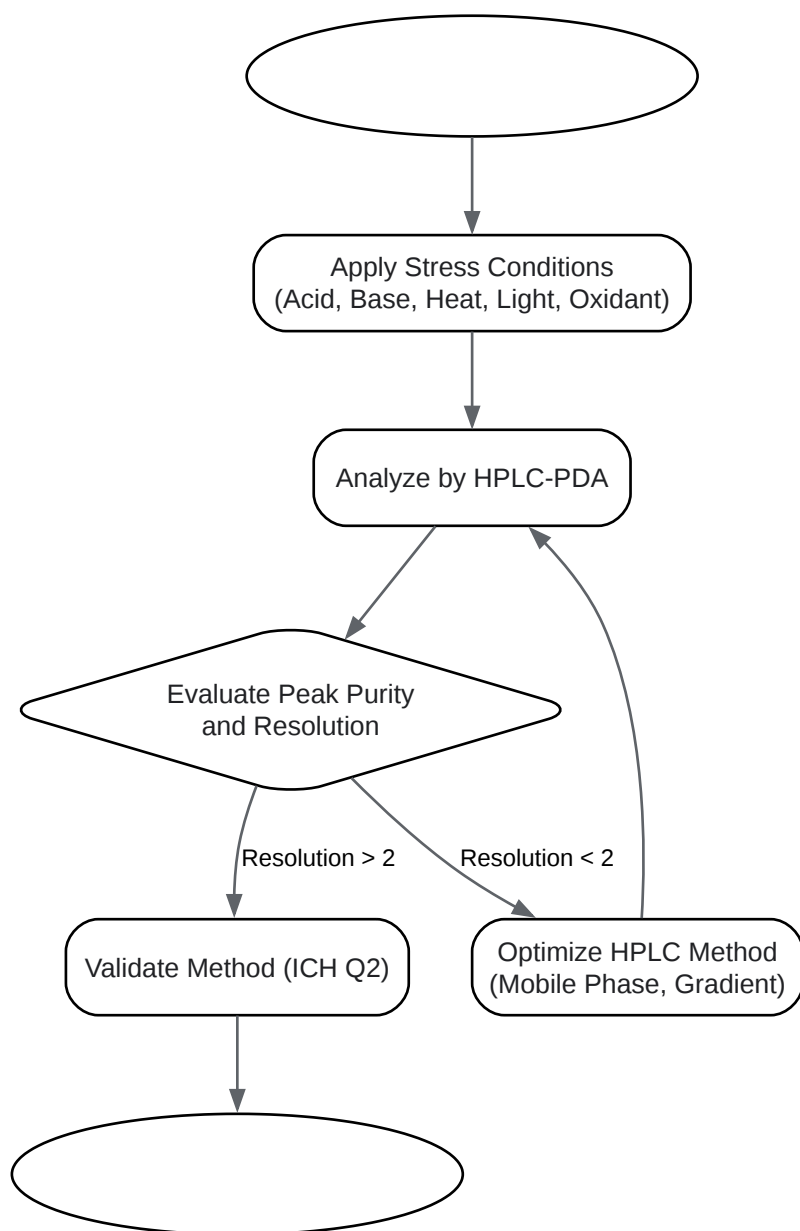 Apply Stress Conditions
(Acid, Base, Heat, Light, Oxidant)
Analyze by HPLC-PDA
Evaluate Peak Purity
and Resolution
Resolution > 2
Resolution < 2
Validate Method (ICH Q2)
Optimize HPLC Method
(Mobile Phase, Gradient)